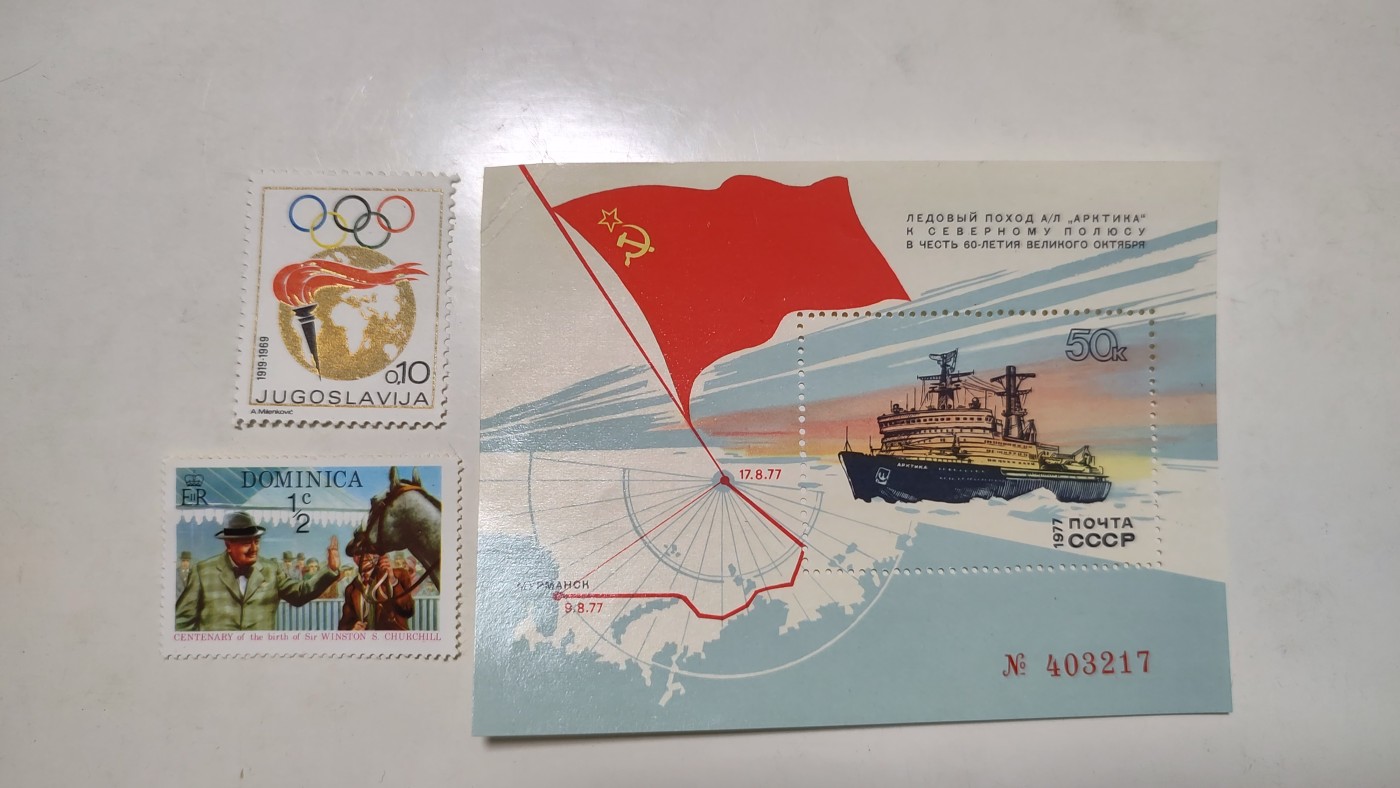 1919-1969
0,10
JUGOSLAVIJA
A. Milenković
EIIR
DOMINICA
½c
CENTENARY of the birth of Sir WINSTON S. CHURCHILL
ЛЕДОВЫЙ ПОХОД А/Л „АРКТИКА“
К СЕВЕРНОМУ ПОЛЮСУ
В ЧЕСТЬ 60-ЛЕТИЯ ВЕЛИКОГО ОКТЯБРЯ
50к
АРКТИКА
1977
ПОЧТА
СССР
17.8.77
МУРМАНСК
9.8.77
№ 403217